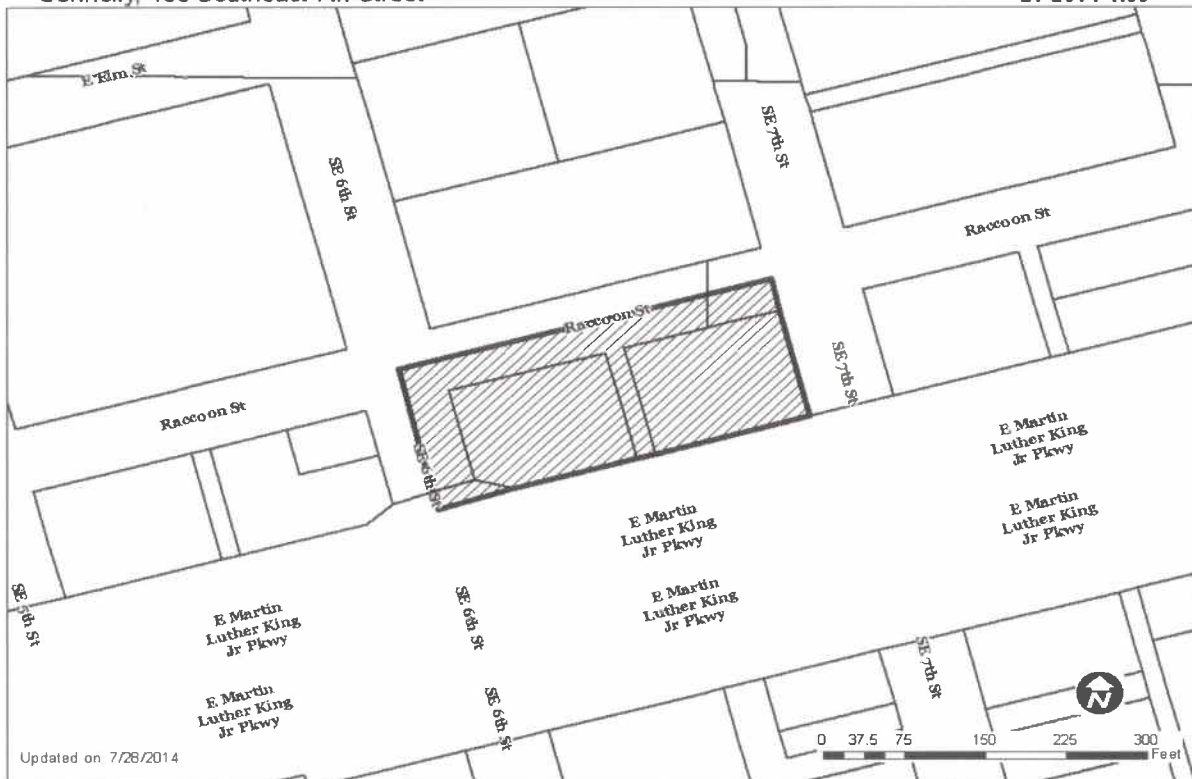 E Elm St
SE 6th St
SE 7th St
Raccoon St
Raccoon St
SE 7th St
Raccoon St
SE 6th St
E Martin
Luther King
Jr Pkwy
E Martin
Luther King
Jr Pkwy
E Martin
Luther King
Jr Pkwy
E Martin
Luther King
Jr Pkwy
SE 5th St
E Martin
Luther King
Jr Pkwy
SE 6th St
E Martin
Luther King
Jr Pkwy
SE 7th St
SE 6th St
N
Updated on 7/28/2014
0 37.5 75 150 225 300
Feet